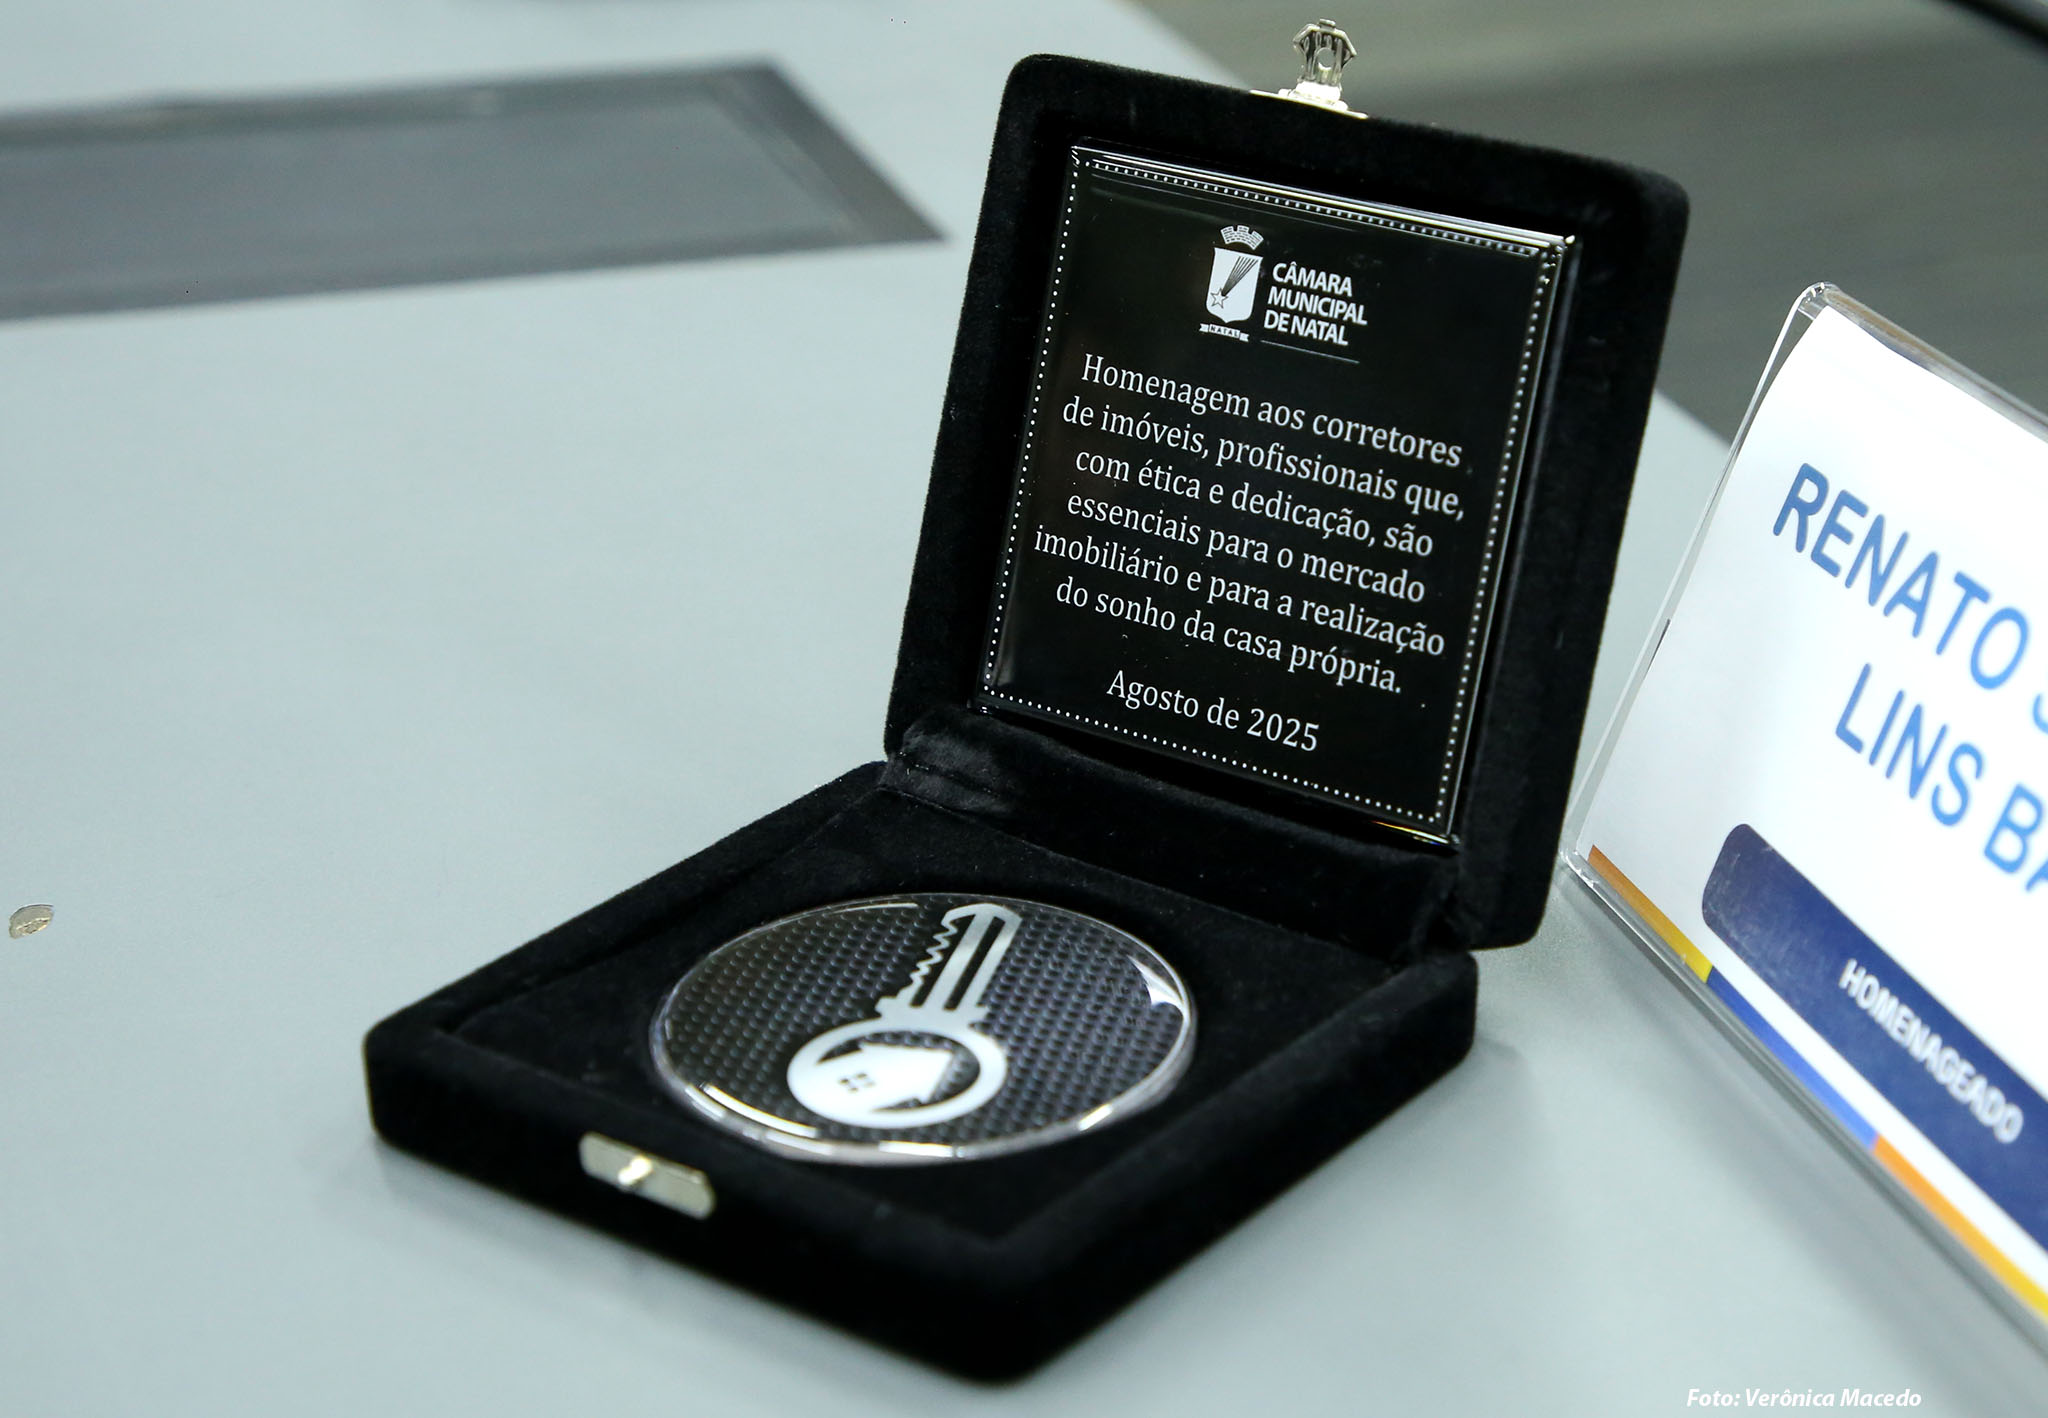 CÂMARA
MUNICIPAL
DE NATAL
NATAL
Homenagem aos corretores
de imóveis, profissionais que,
com ética e dedicação, são
essenciais para o mercado
imobiliário e para a realização
do sonho da casa própria.
Agosto de 2025
RENATO
LINS
HOMENAGEADO
Foto: Verônica Macedo